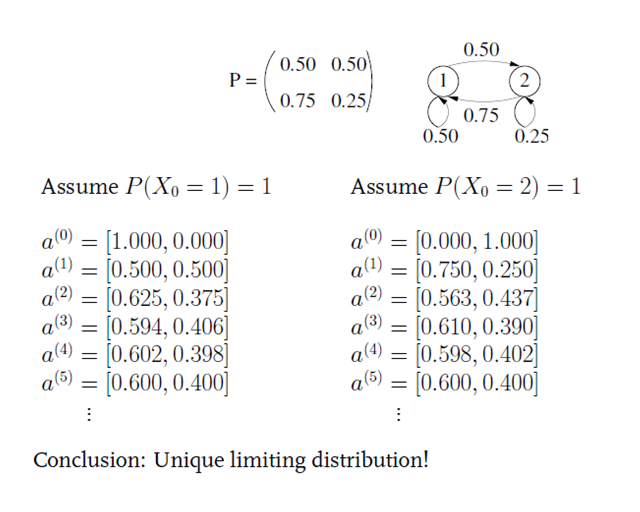 P = ( 0.50 0.50
0.75 0.25 )
0.50
1 2
0.75
0.50 0.25
Assume P(X₀ = 1) = 1
a⁽⁰⁾ = [1.000, 0.000]
a⁽¹⁾ = [0.500, 0.500]
a⁽²⁾ = [0.625, 0.375]
a⁽³⁾ = [0.594, 0.406]
a⁽⁴⁾ = [0.602, 0.398]
a⁽⁵⁾ = [0.600, 0.400]
⋮
Assume P(X₀ = 2) = 1
a⁽⁰⁾ = [0.000, 1.000]
a⁽¹⁾ = [0.750, 0.250]
a⁽²⁾ = [0.563, 0.437]
a⁽³⁾ = [0.610, 0.390]
a⁽⁴⁾ = [0.598, 0.402]
a⁽⁵⁾ = [0.600, 0.400]
⋮
Conclusion: Unique limiting distribution!